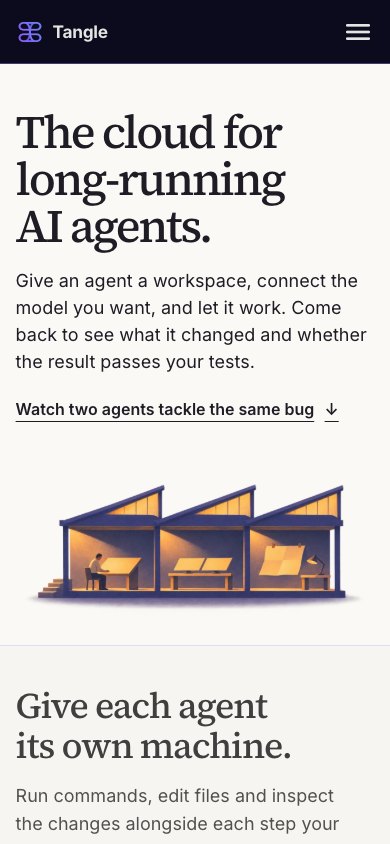 Tangle
The cloud for
long-running
AI agents.
Give an agent a workspace, connect the
model you want, and let it work. Come
back to see what it changed and whether
the result passes your tests.
Watch two agents tackle the same bug ↓
Give each agent
its own machine.
Run commands, edit files and inspect
the changes alongside each step your